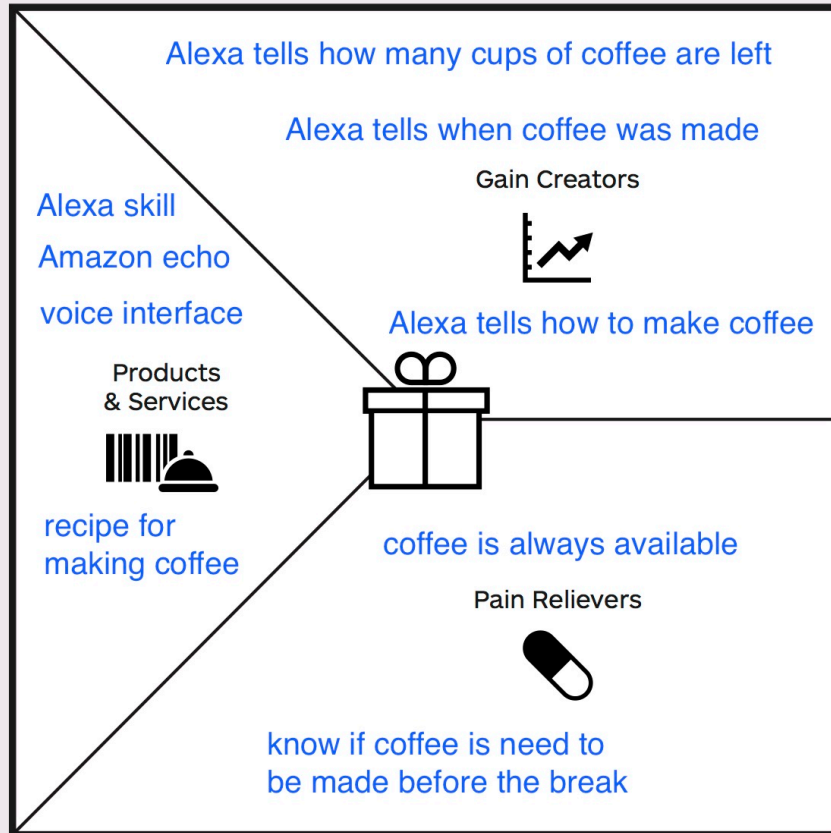 Alexa tells how many cups of coffee are left
Alexa tells when coffee was made
Gain Creators
Alexa tells how to make coffee
Alexa skill
Amazon echo
voice interface
Products
& Services
recipe for
making coffee
coffee is always available
Pain Relievers
know if coffee is need to
be made before the break